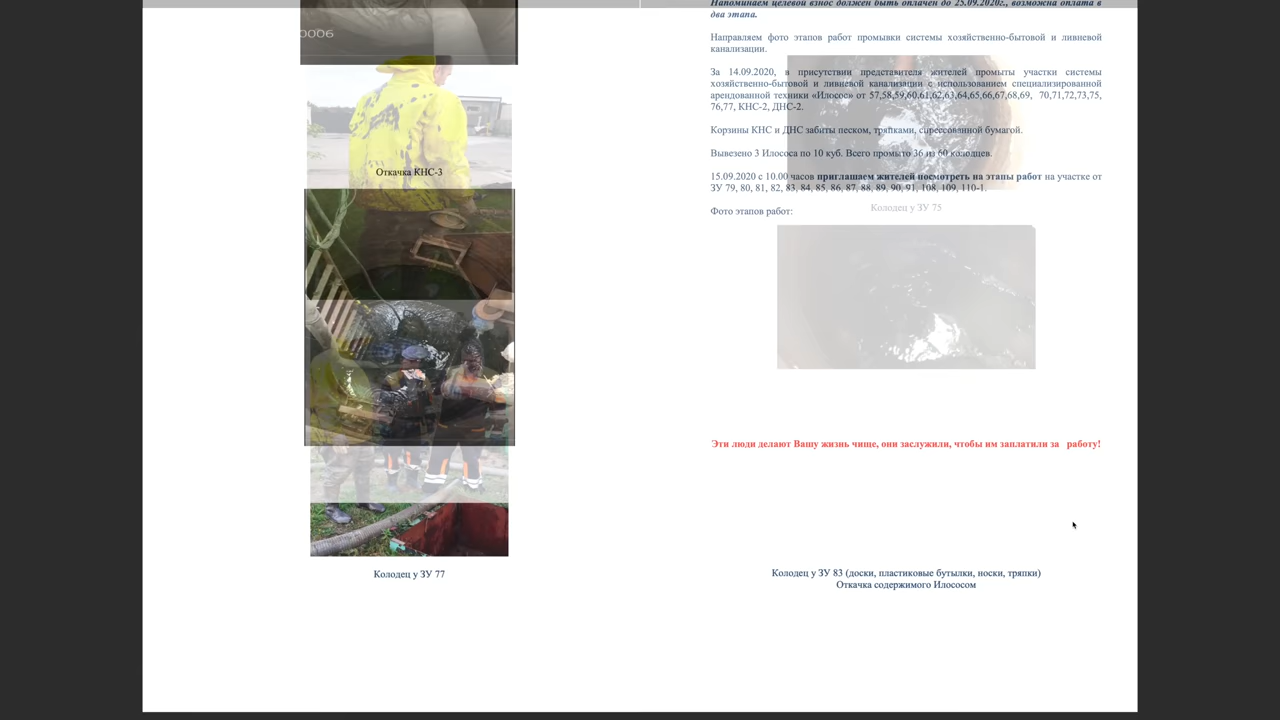 0006
Откачка КНС-3
Колодец у ЗУ 77
Напоминаем целевой взнос должен быть оплачен до 25.09.2020г., возможна оплата в
два этапа.
Направляем фото этапов работ промывки системы хозяйственно-бытовой и ливневой
канализации.
За 14.09.2020, в присутствии представителя жителей промыты участки системы
хозяйственно-бытовой и ливневой канализации с использованием специализированной
арендованной техники «Илосос» от 57,58,59,60,61,62,63,64,65,66,67,68,69, 70,71,72,73,75,
76,77, КНС-2, ДНС-2.
Корзины КНС и ДНС забиты песком, тряпками, спрессованной бумагой.
Вывезено 3 Илососа по 10 куб. Всего промыто 36 из 60 колодцев.
15.09.2020 с 10.00 часов приглашаем жителей посмотреть на этапы работ на участке от
ЗУ 79, 80, 81, 82, 83, 84, 85, 86, 87, 88, 89, 90, 91, 108, 109, 110-1.
Колодец у ЗУ 75
Фото этапов работ:
Эти люди делают Вашу жизнь чище, они заслужили, чтобы им заплатили за работу!
Колодец у ЗУ 83 (доски, пластиковые бутылки, носки, тряпки)
Откачка содержимого Илососом